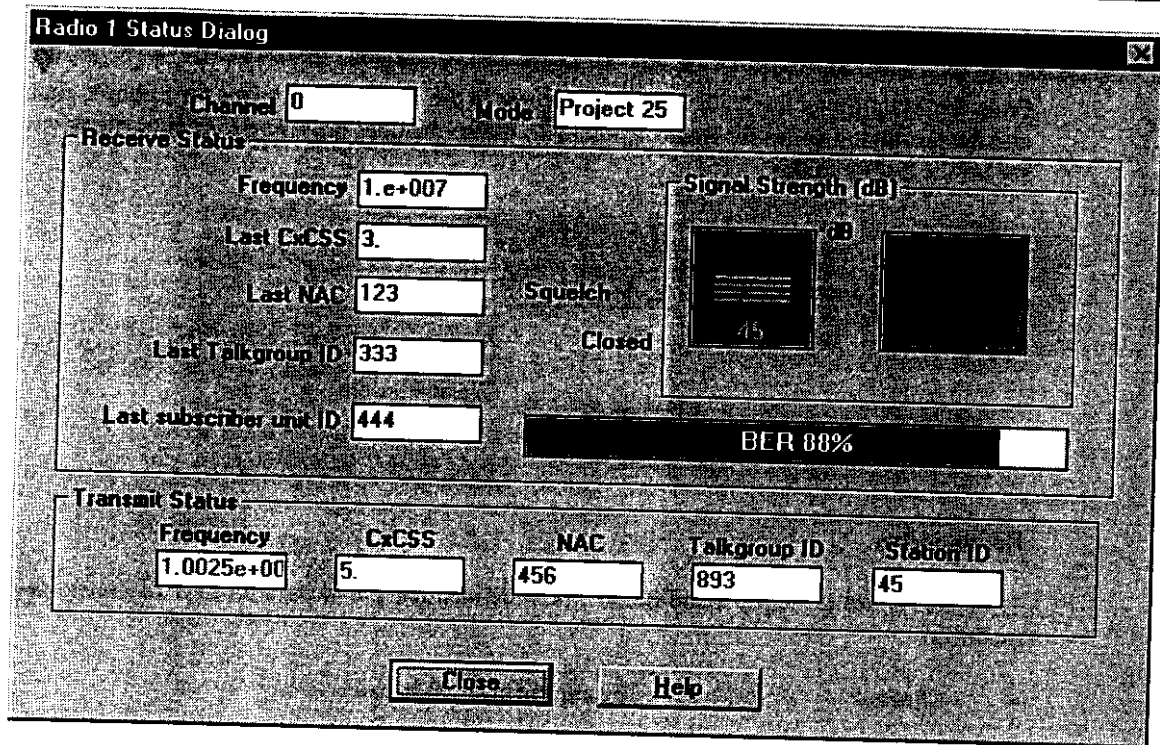 Radio 1 Status Dialog
Channel 0 Mode Project 25
Receive Status
Frequency 1.e+007
Last CxCSS 3.
Last NAC 123
Last Talkgroup ID 333
Last subscriber unit ID 444
Squelch
Closed
Signal Strength (dB)
dB
45
BER 88%
Transmit Status
Frequency CxCSS NAC Talkgroup ID Station ID
1.0025e+00 5. 456 893 45
Close Help